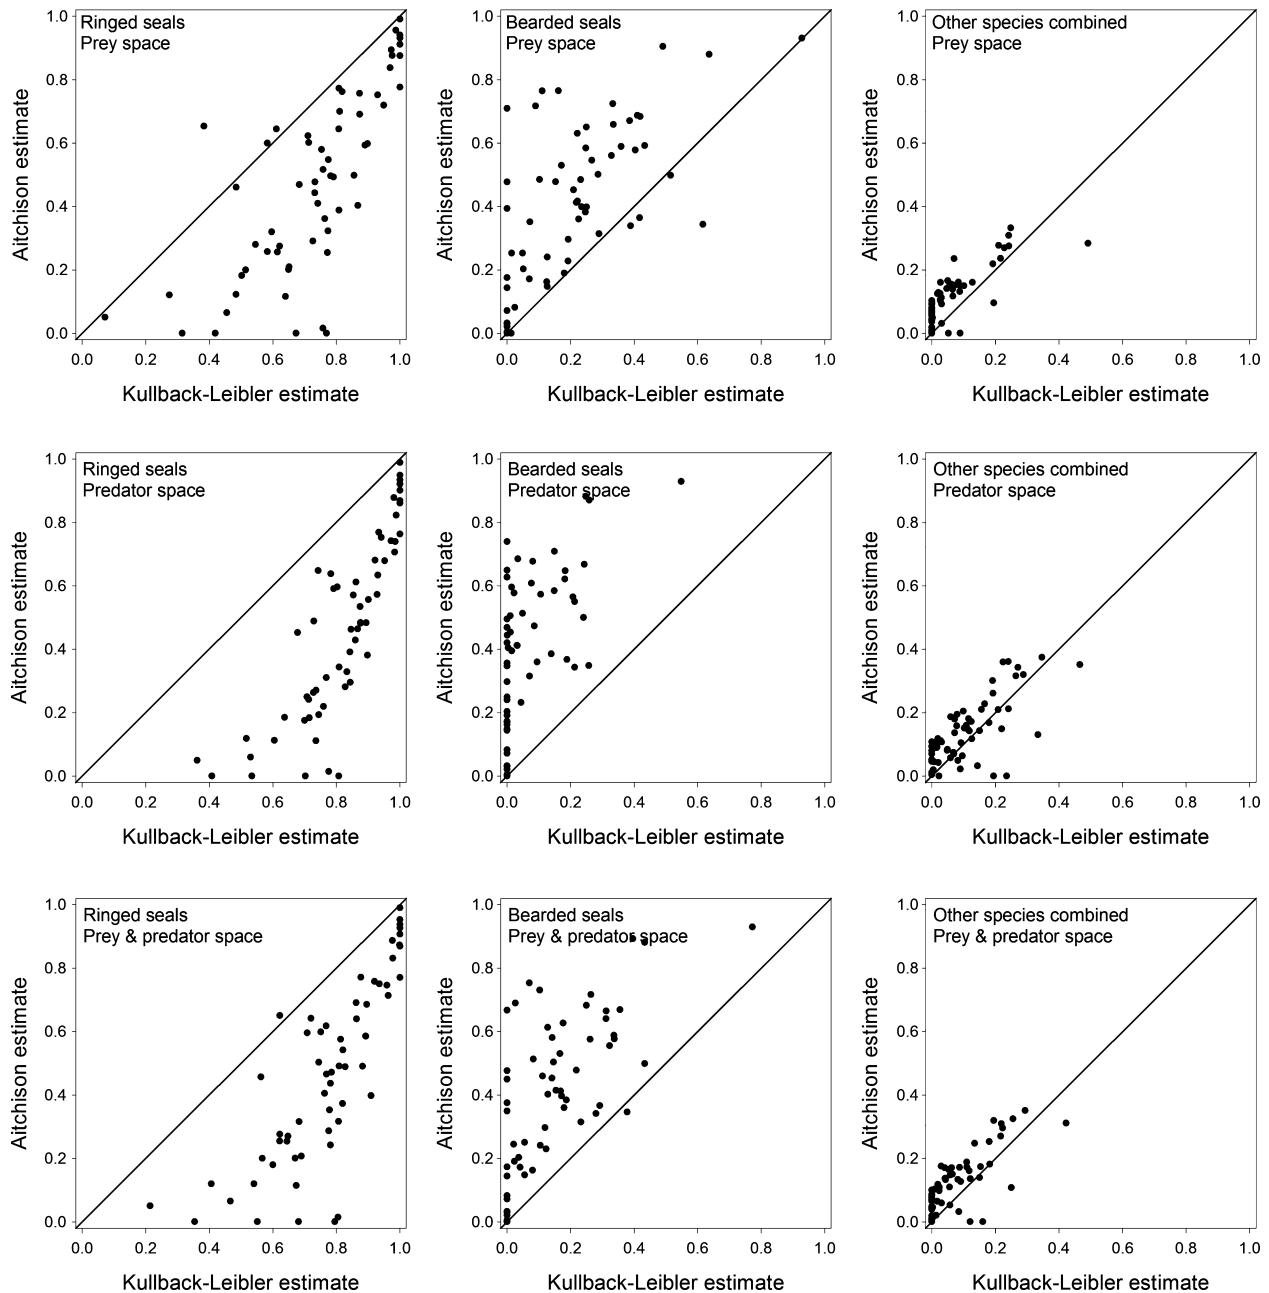 Ringed seals
Prey space
1.0
0.8
0.6
0.4
0.2
0.0
Aitchison estimate
0.0 0.2 0.4 0.6 0.8 1.0
Kullback-Leibler estimate
Bearded seals
Prey space
1.0
0.8
0.6
0.4
0.2
0.0
Aitchison estimate
0.0 0.2 0.4 0.6 0.8 1.0
Kullback-Leibler estimate
Other species combined
Prey space
1.0
0.8
0.6
0.4
0.2
0.0
Aitchison estimate
0.0 0.2 0.4 0.6 0.8 1.0
Kullback-Leibler estimate
Ringed seals
Predator space
1.0
0.8
0.6
0.4
0.2
0.0
Aitchison estimate
0.0 0.2 0.4 0.6 0.8 1.0
Kullback-Leibler estimate
Bearded seals
Predator space
1.0
0.8
0.6
0.4
0.2
0.0
Aitchison estimate
0.0 0.2 0.4 0.6 0.8 1.0
Kullback-Leibler estimate
Other species combined
Predator space
1.0
0.8
0.6
0.4
0.2
0.0
Aitchison estimate
0.0 0.2 0.4 0.6 0.8 1.0
Kullback-Leibler estimate
Ringed seals
Prey & predator space
1.0
0.8
0.6
0.4
0.2
0.0
Aitchison estimate
0.0 0.2 0.4 0.6 0.8 1.0
Kullback-Leibler estimate
Bearded seals
Prey & predator space
1.0
0.8
0.6
0.4
0.2
0.0
Aitchison estimate
0.0 0.2 0.4 0.6 0.8 1.0
Kullback-Leibler estimate
Other species combined
Prey & predator space
1.0
0.8
0.6
0.4
0.2
0.0
Aitchison estimate
0.0 0.2 0.4 0.6 0.8 1.0
Kullback-Leibler estimate